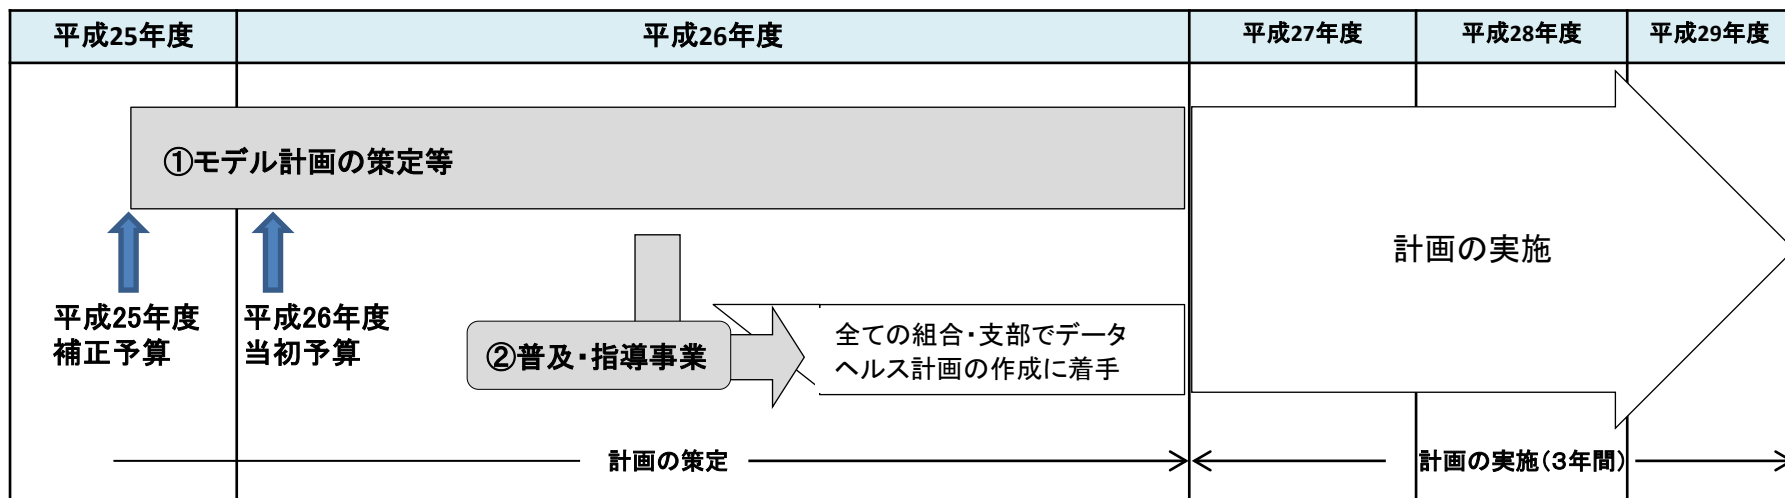 平成25年度
平成26年度
平成27年度
平成28年度
平成29年度
①モデル計画の策定等
計画の実施
平成25年度
補正予算
平成26年度
当初予算
②普及・指導事業
全ての組合・支部でデータ
ヘルス計画の作成に着手
計画の策定
計画の実施(3年間)